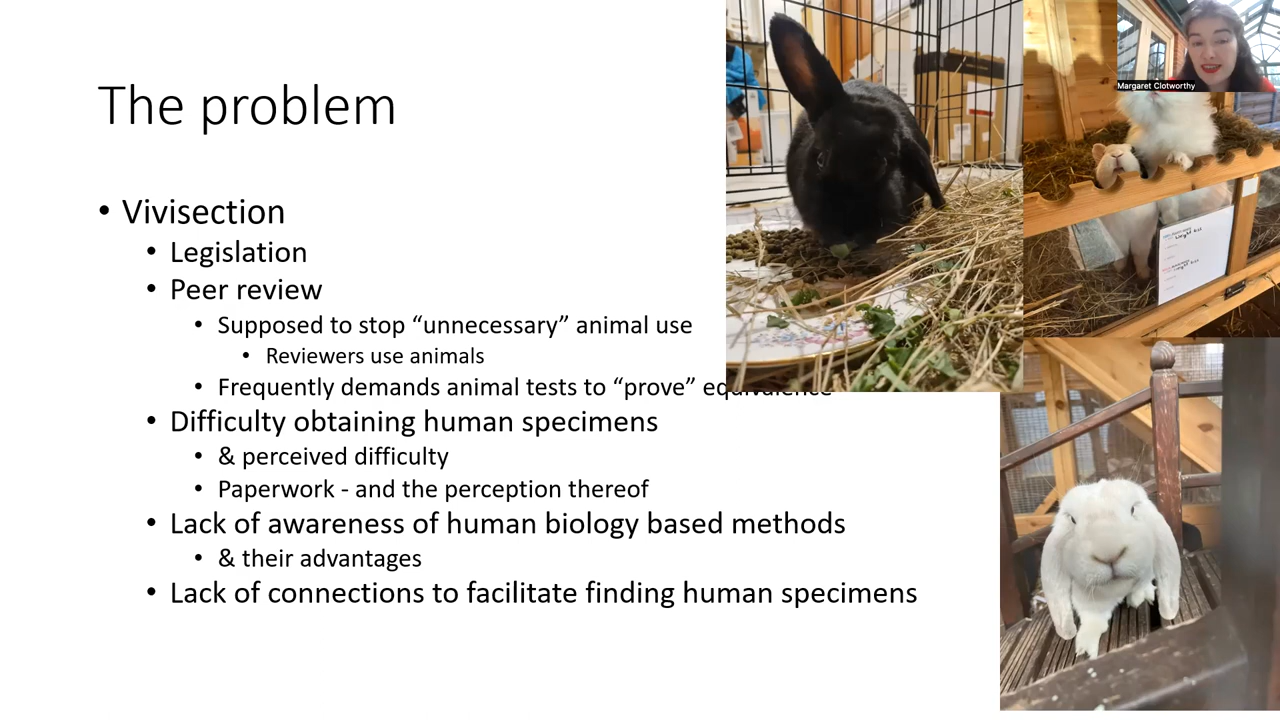 The problem
• Vivisection
• Legislation
• Peer review
• Supposed to stop “unnecessary” animal use
• Reviewers use animals
• Frequently demands animal tests to “prove” equivalence
• Difficulty obtaining human specimens
• & perceived difficulty
• Paperwork - and the perception thereof
• Lack of awareness of human biology based methods
• & their advantages
• Lack of connections to facilitate finding human specimens
Margaret Clotworthy